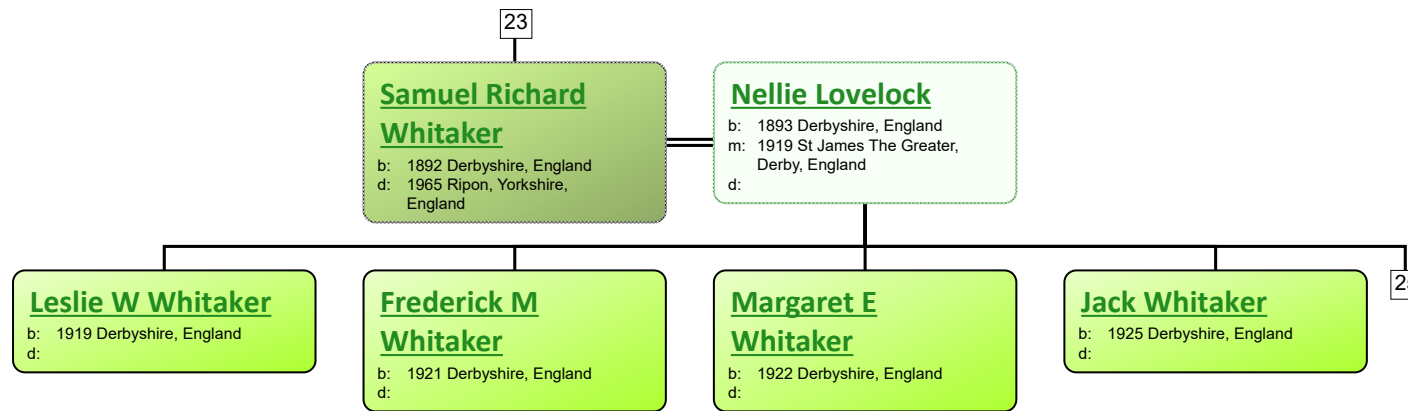 23
Samuel Richard
Whitaker
b: 1892 Derbyshire, England
d: 1965 Ripon, Yorkshire,
England
Nellie Lovelock
b: 1893 Derbyshire, England
m: 1919 St James The Greater,
Derby, England
d:
Leslie W Whitaker
b: 1919 Derbyshire, England
d:
Frederick M
Whitaker
b: 1921 Derbyshire, England
d:
Margaret E
Whitaker
b: 1922 Derbyshire, England
d:
Jack Whitaker
b: 1925 Derbyshire, England
d: